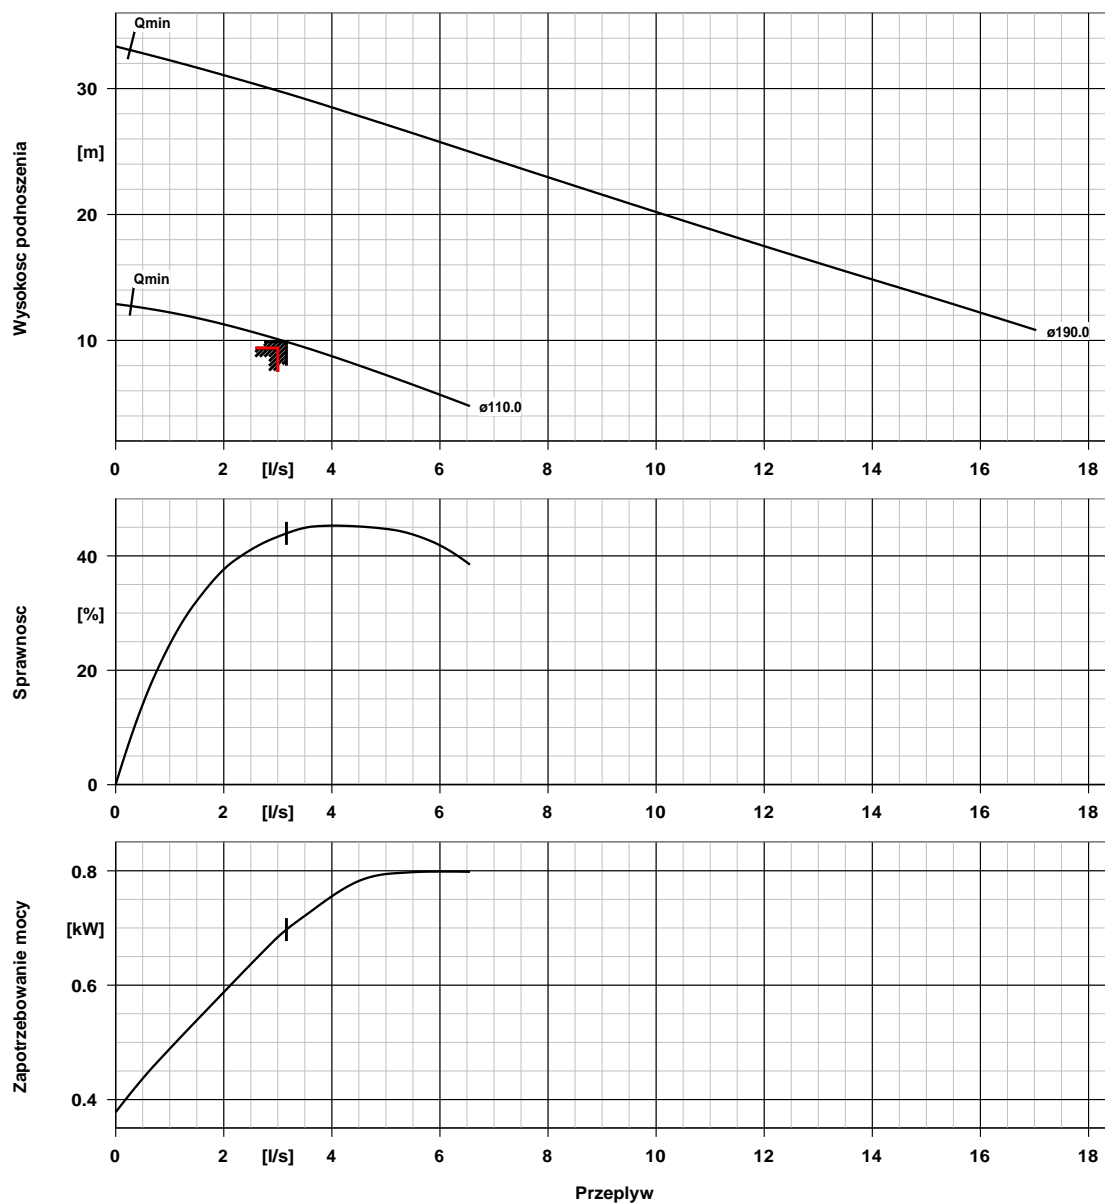 Qmin
30
[m]
20
Qmin
10
ø190.0
ø110.0
Wysokosc podnoszenia
0 2 [l/s] 4 6 8 10 12 14 16 18
40
[%]
20
0
Sprawnosc
0 2 [l/s] 4 6 8 10 12 14 16 18
0.8
[kW]
0.6
0.4
Zapotrzebowanie mocy
0 2 [l/s] 4 6 8 10 12 14 16 18
Przeplyw